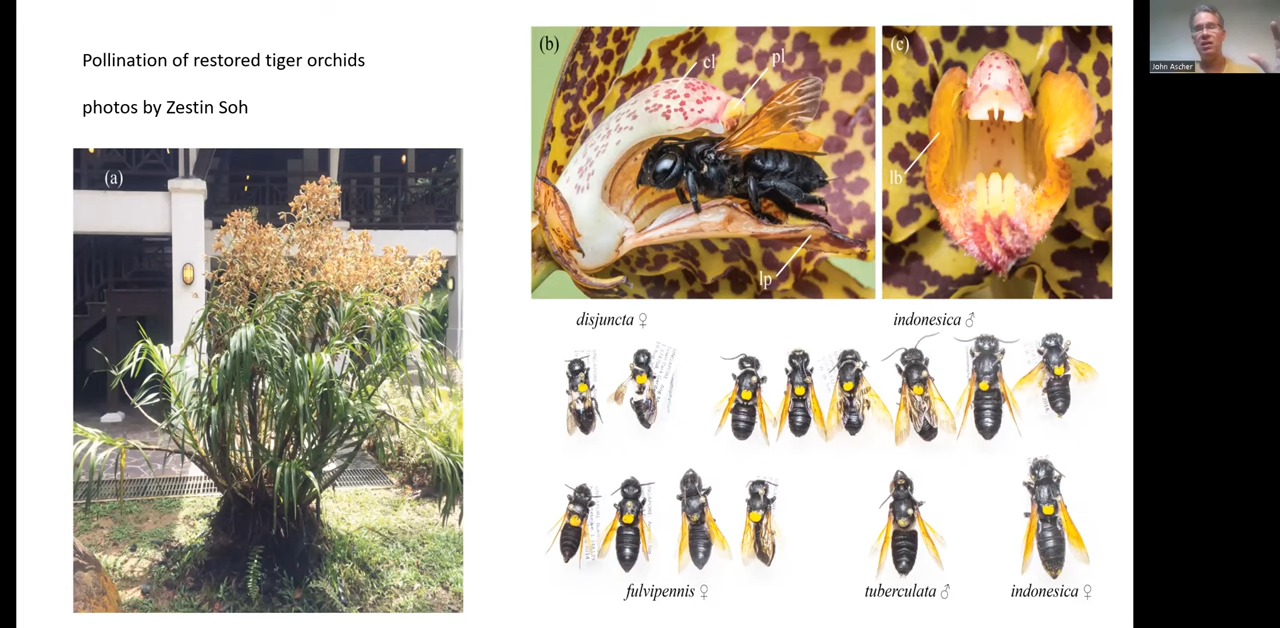 Pollination of restored tiger orchids
photos by Zestin Soh
(a)
(b)
cl
pl
lp
(c)
lb
John Ascher
disjuncta ♀
indonesica ♂
fulvipennis ♀
tuberculata ♂
indonesica ♀